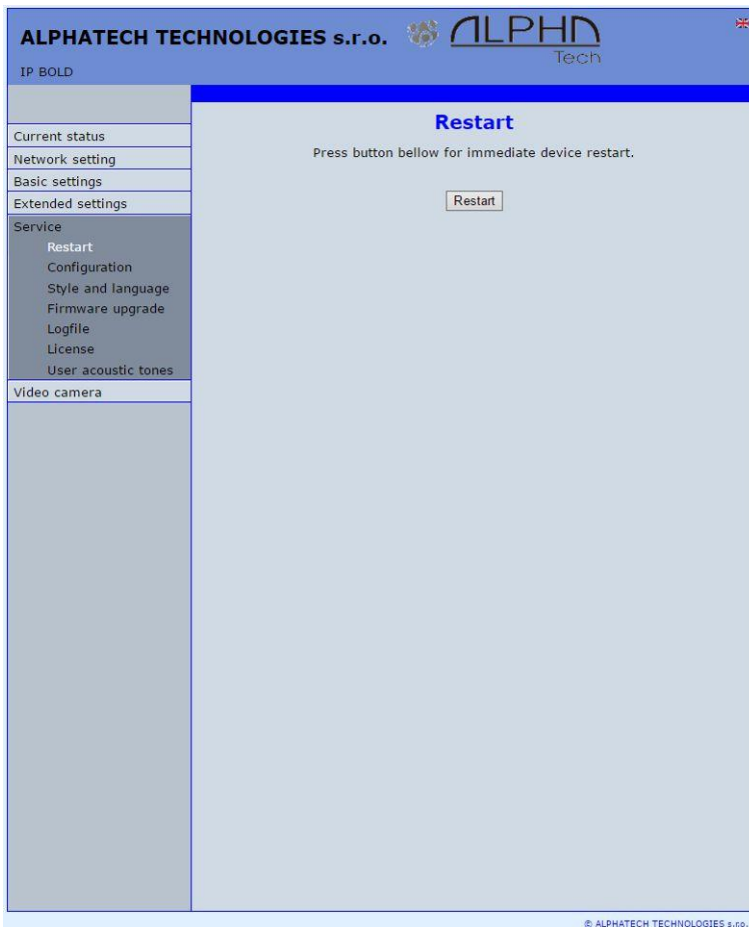 ALPHATECH TECHNOLOGIES s.r.o.
ALPHA
Tech
IP BOLD
Current status
Network setting
Basic settings
Extended settings
Service
Restart
Configuration
Style and language
Firmware upgrade
Logfile
License
User acoustic tones
Video camera
Restart
Press button bellow for immediate device restart.
Restart
© ALPHATECH TECHNOLOGIES s.r.o.